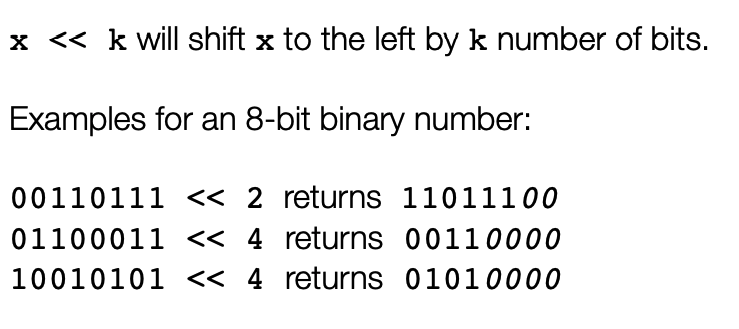 x << k will shift x to the left by k number of bits.
Examples for an 8-bit binary number:
00110111 << 2 returns 11011100
01100011 << 4 returns 00110000
10010101 << 4 returns 01010000